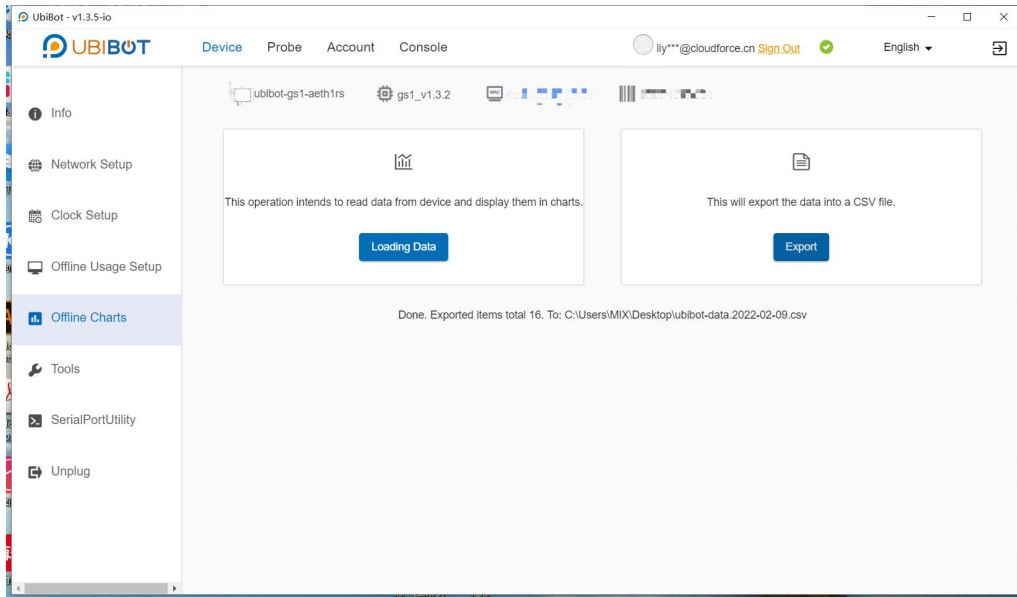 UbiBot - v1.3.5-io
UBIBOT
Device Probe Account Console liy***@cloudforce.cn Sign Out English
ubibot-gs1-aeth1rs gs1_v1.3.2 MAC
Info
Network Setup
Clock Setup
Offline Usage Setup
Offline Charts
Tools
SerialPortUtility
Unplug
This operation intends to read data from device and display them in charts.
Loading Data
This will export the data into a CSV file.
Export
Done. Exported items total 16. To: C:\Users\MIX\Desktop\ubibot-data.2022-02-09.csv